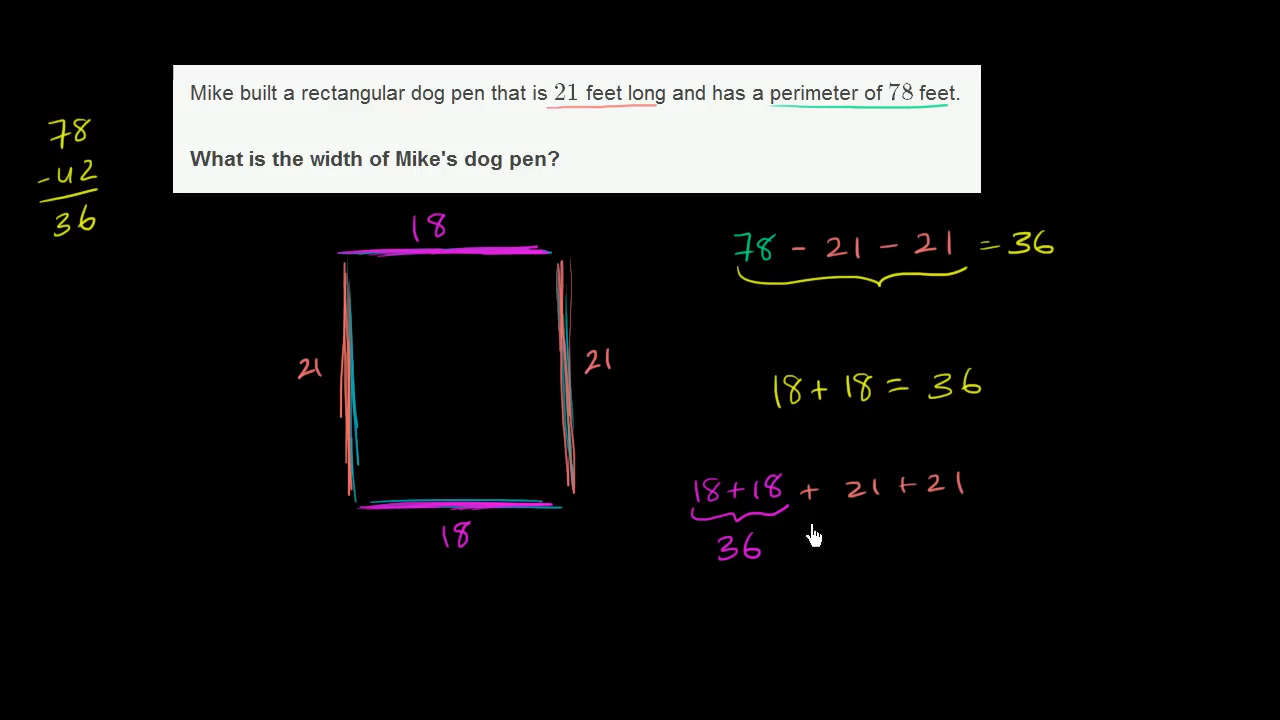 Mike built a rectangular dog pen that is 21 feet long and has a perimeter of 78 feet.
What is the width of Mike's dog pen?
78
-42
36
18
21
21
18
78 - 21 - 21 = 36
18 + 18 = 36
18 + 18 + 21 + 21
36